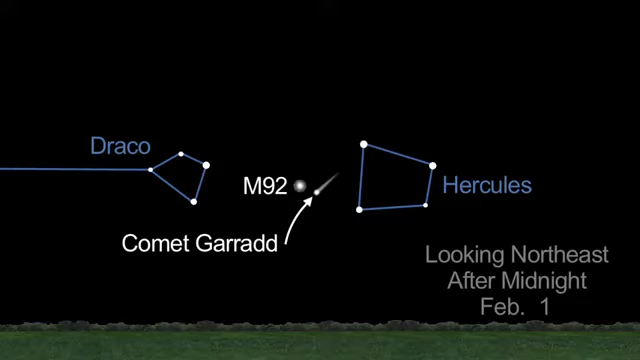 Draco
M92
Hercules
Comet Garradd
Looking Northeast
After Midnight
Feb. 1